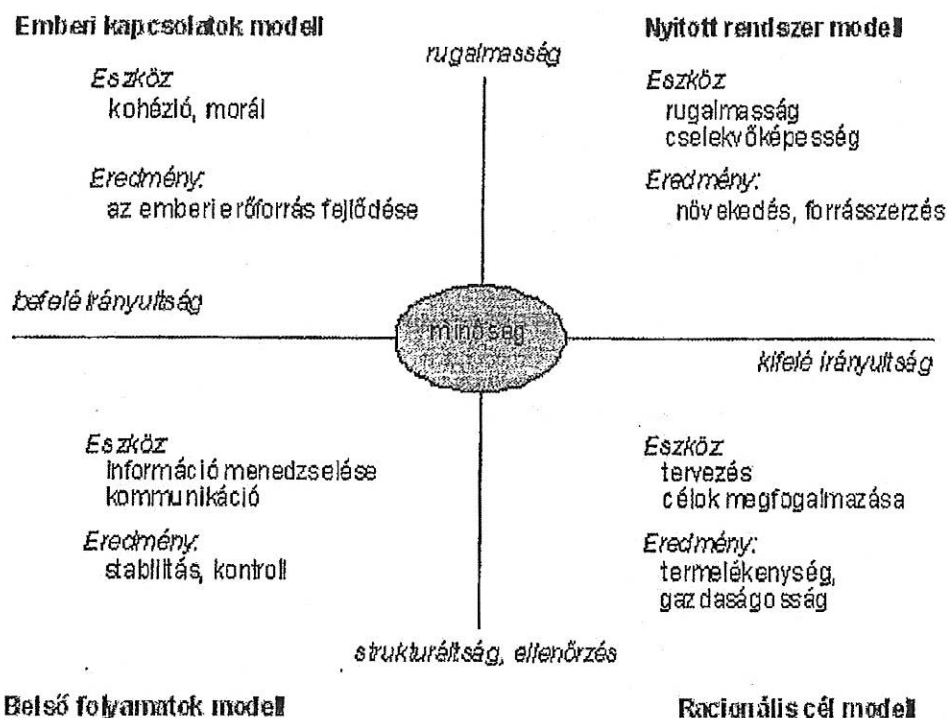 Emberi kapcsolatok modell
Nyitott rendszer modell
rugalmasság
Eszköz
kohézió, morál
Eredmény:
az emberi erőforrás fejlődése
Eszköz
rugalmasság
cselekvőképesség
Eredmény:
növekedés, forrásszerzés
befelé irányultság
minőség
kifelé irányultság
Eszköz
információ menedzselése
kommunikáció
Eredmény:
stabilitás, kontroll
Eszköz
tervezés
célok megfogalmazása
Eredmény:
termelékenység,
gazdaságosság
strukturáltság, ellenőrzés
Belső folyamatok modell
Racionális cél modell